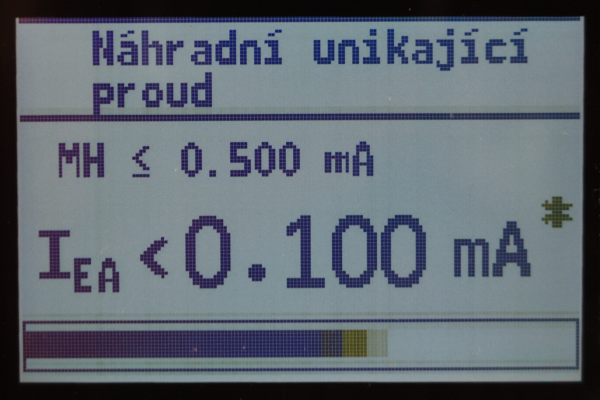 Náhradní unikající
proud
MH ≤ 0.500 mA
IEA <0.100 mA